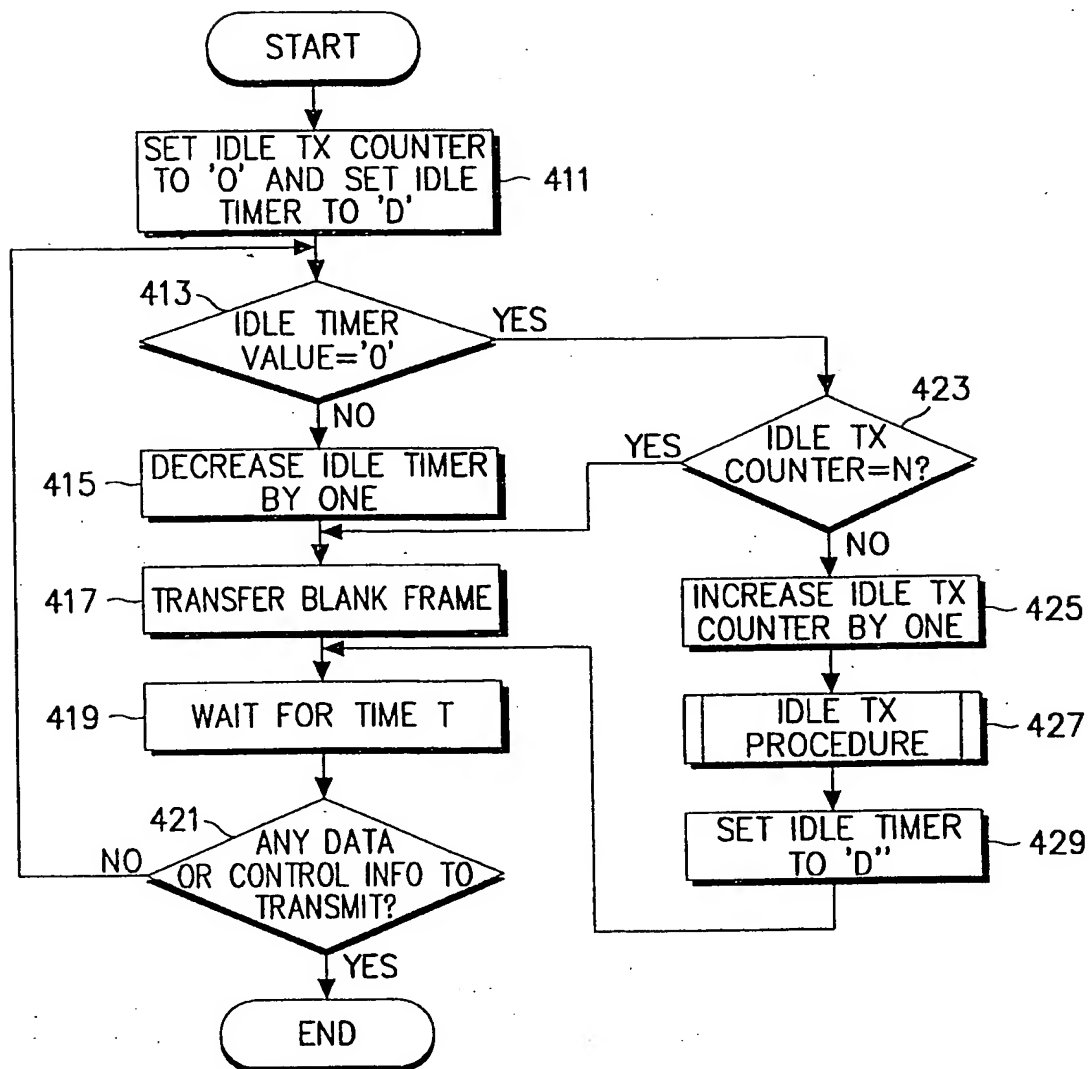 START
SET IDLE TX COUNTER
TO '0' AND SET IDLE
TIMER TO 'D'
411
413
IDLE TIMER
VALUE='0'
YES
NO
423
IDLE TX
COUNTER=N?
YES
NO
415
DECREASE IDLE TIMER
BY ONE
417
TRANSFER BLANK FRAME
INCREASE IDLE TX
COUNTER BY ONE
425
419
WAIT FOR TIME T
IDLE TX
PROCEDURE
427
421
ANY DATA
OR CONTROL INFO TO
TRANSMIT?
NO
YES
SET IDLE TIMER
TO 'D''
429
END